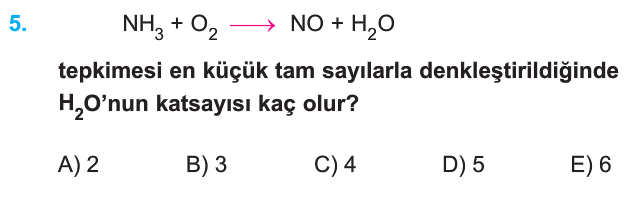 5. NH₃ + O₂ ⟶ NO + H₂O
tepkimesi en küçük tam sayılarla denkleştirildiğinde
H₂O’nun katsayısı kaç olur?
A) 2 B) 3 C) 4 D) 5 E) 6